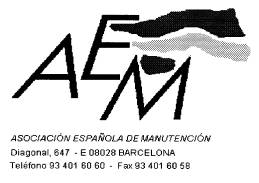 AEM
ASOCIACIÓN ESPAÑOLA DE MANUTENCIÓN
Diagonal, 647 - E 08028 BARCELONA
Teléfono 93 401 60 60 - Fax 93 401 60 58